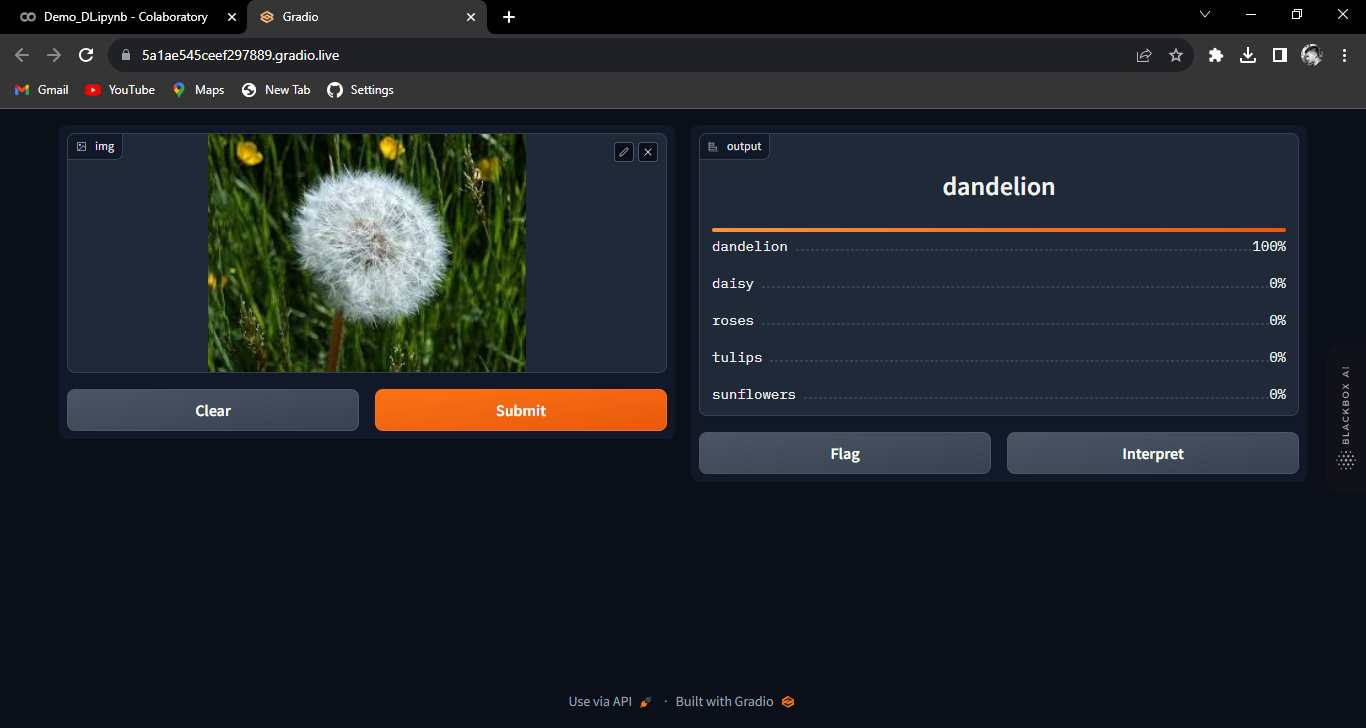 Demo_DL.ipynb - Colaboratory
Gradio
5a1ae545ceef297889.gradio.live
Gmail YouTube Maps New Tab Settings
img
Clear Submit
output
dandelion
dandelion 100%
daisy 0%
roses 0%
tulips 0%
sunflowers 0%
Flag Interpret
BLACKBOX AI
Use via API · Built with Gradio